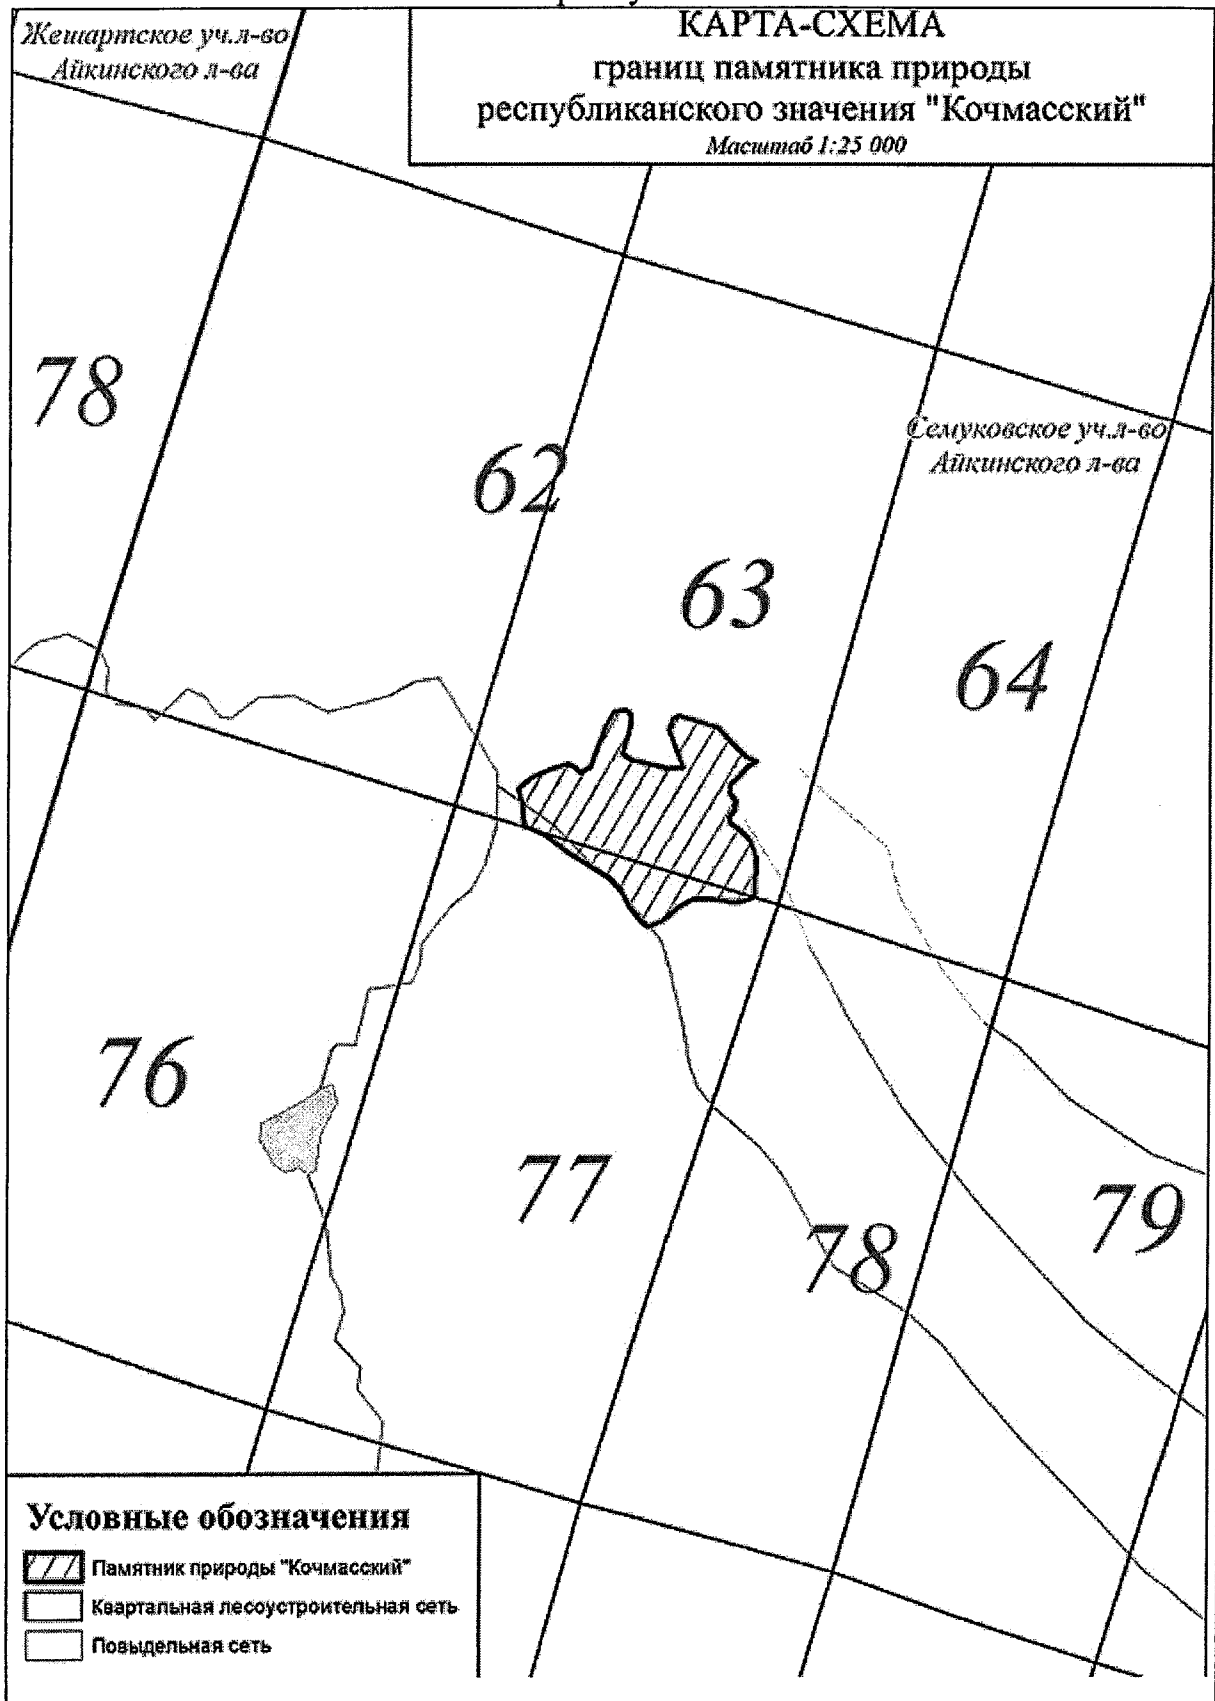 Жешартское уч.л-во
Айкинского л-ва
КАРТА-СХЕМА
границ памятника природы
республиканского значения "Кочмасский"
Масштаб 1:25 000
78
62
Семуковское уч.л-во
Айкинского л-ва
63
64
76
77
79
78
Условные обозначения
Памятник природы "Кочмасский"
Квартальная лесоустроительная сеть
Повыдельная сеть